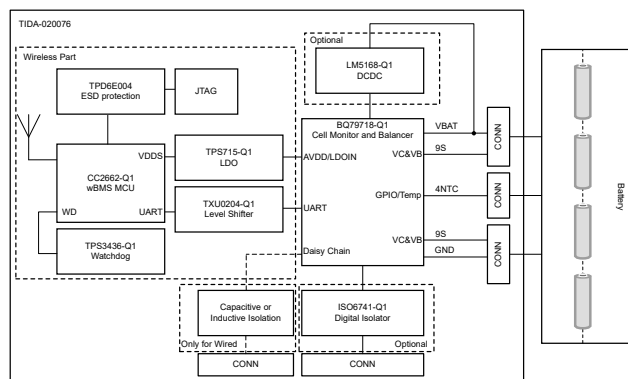 TIDA-020076
Optional
LM5168-Q1
DCDC
Wireless Part
TPD6E004
ESD protection
JTAG
BQ79718-Q1
Cell Monitor and Balancer
VBAT
CONN
VC&VB
9S
CC2662-Q1
wBMS MCU
VDDS
TPS715-Q1
LDO
AVDD/LDOIN
GPIO/Temp
4NTC
CONN
WD
UART
TXU0204-Q1
Level Shifter
UART
TPS3436-Q1
Watchdog
Daisy Chain
VC&VB
9S
GND
CONN
Battery
Capacitive or
Inductive Isolation
Only for Wired
ISO6741-Q1
Digital Isolator
Optional
CONN
CONN